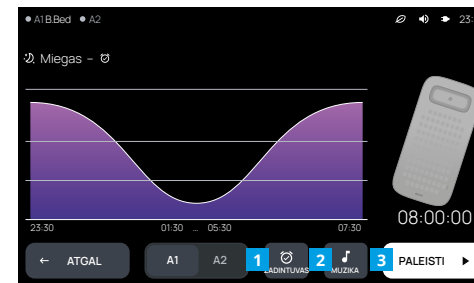 A1 B.Bed A2 23:
Miegas –
08:00:00
23:30 01:30 ... 05:30 07:30
← ATGAL A1 A2 1 ŽADINTUVAS 2 MUZIKA 3 PALEISTI